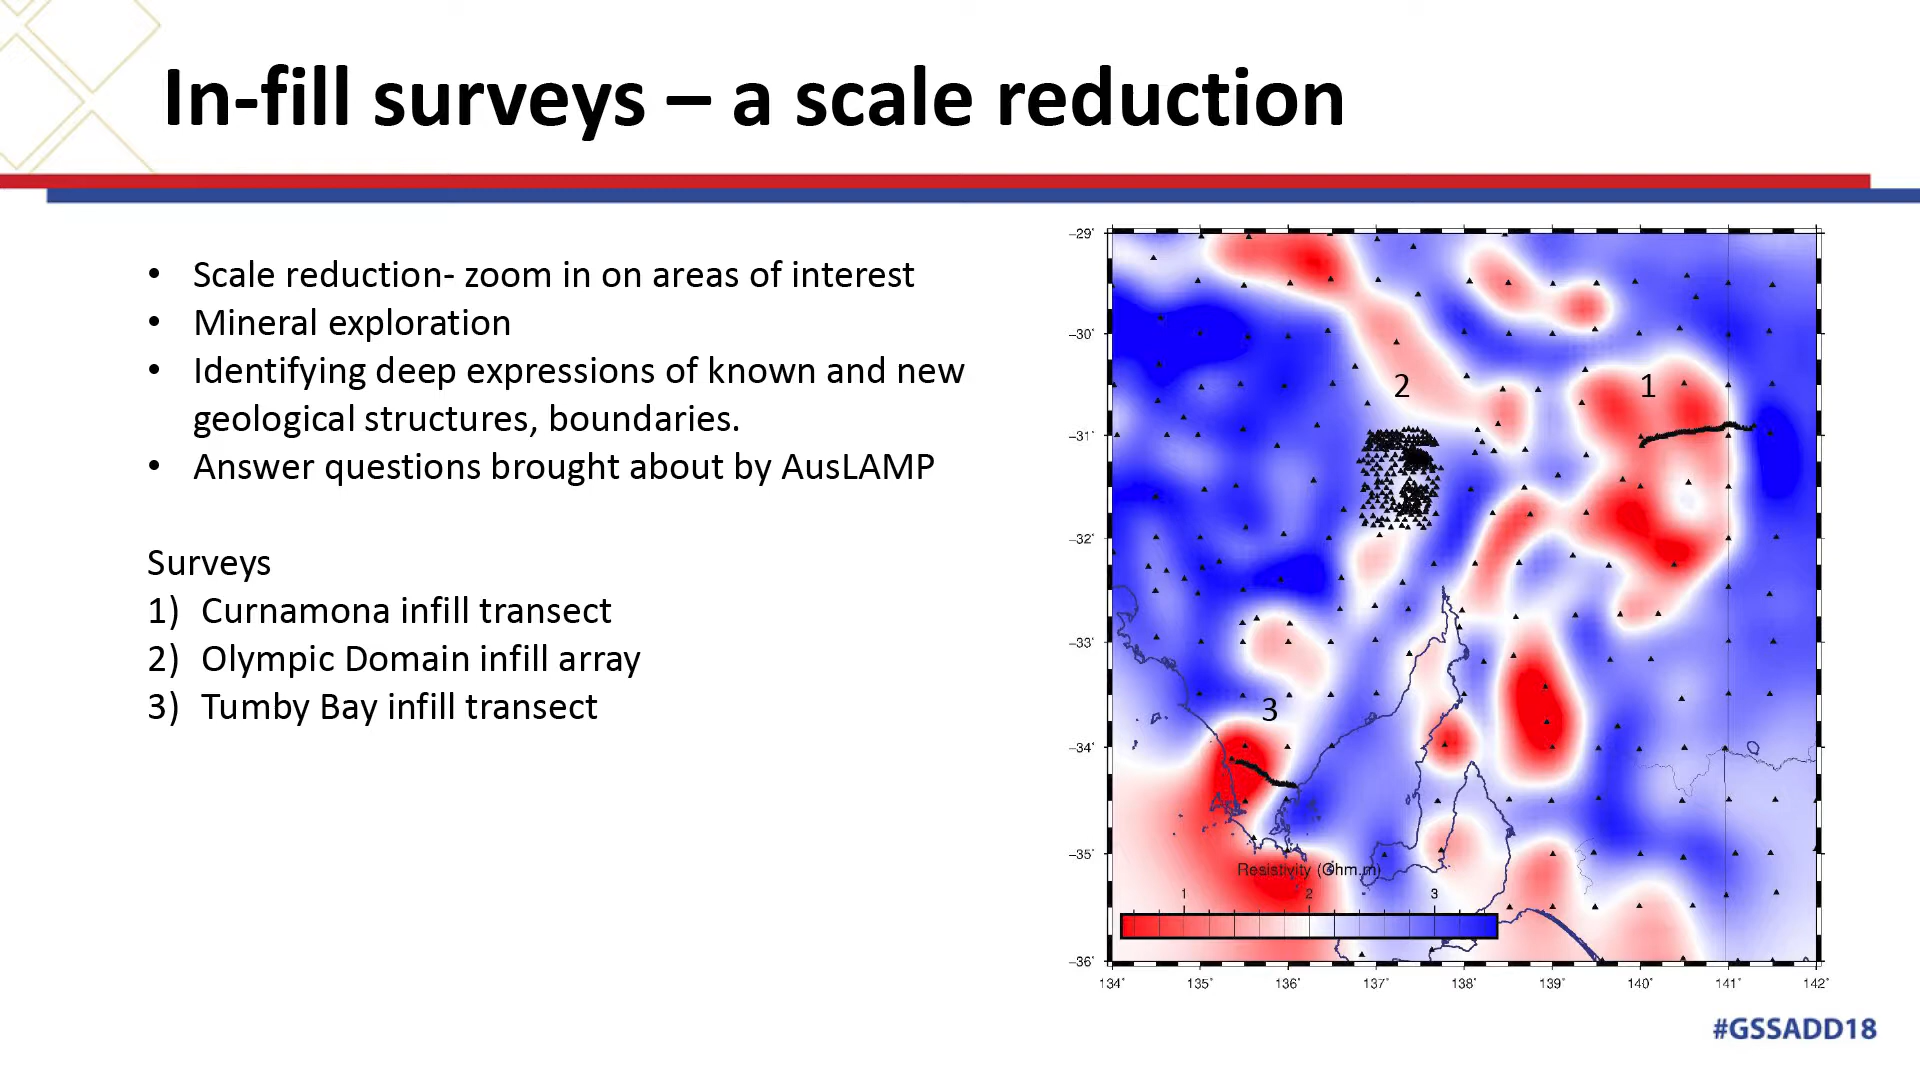 In-fill surveys – a scale reduction
• Scale reduction- zoom in on areas of interest
• Mineral exploration
• Identifying deep expressions of known and new
geological structures, boundaries.
• Answer questions brought about by AusLAMP
Surveys
1) Curnamona infill transect
2) Olympic Domain infill array
3) Tumby Bay infill transect
−29˚
−30˚
−31˚
−32˚
−33˚
−34˚
−35˚
−36˚
2
1
3
Resistivity (Ohm.m)
1 2 3
134˚ 135˚ 136˚ 137˚ 138˚ 139˚ 140˚ 141˚ 142˚
#GSSADD18